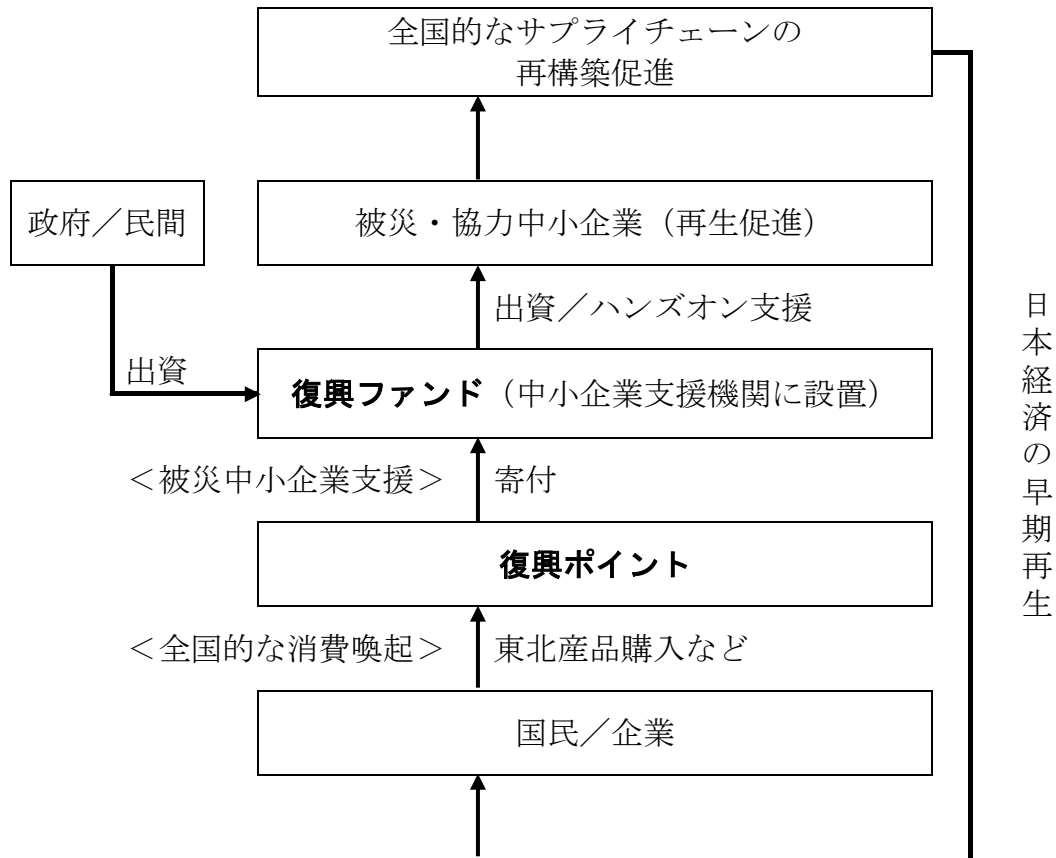 全国的なサプライチェーンの
再構築促進
政府／民間
被災・協力中小企業（再生促進）
出資／ハンズオン支援
出資
復興ファンド（中小企業支援機関に設置）
＜被災中小企業支援＞
寄付
復興ポイント
＜全国的な消費喚起＞
東北産品購入など
国民／企業
日本経済の早期再生